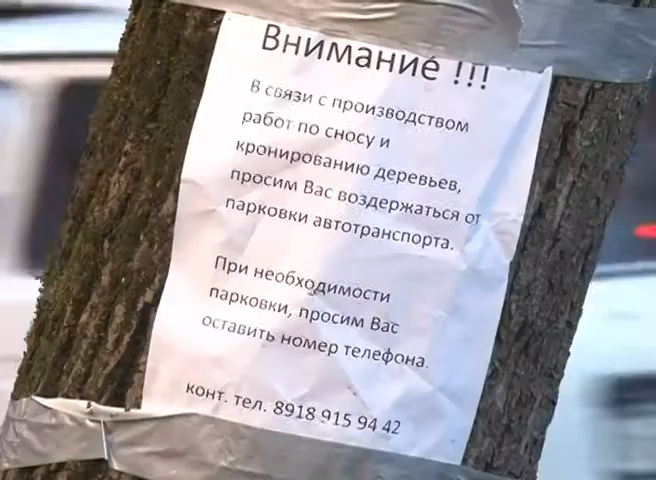 Внимание !!!
В связи с производством
работ по сносу и
кронированию деревьев,
просим Вас воздержаться от
парковки автотранспорта.
При необходимости
парковки, просим Вас
оставить номер телефона.
конт. тел. 8918 915 94 42